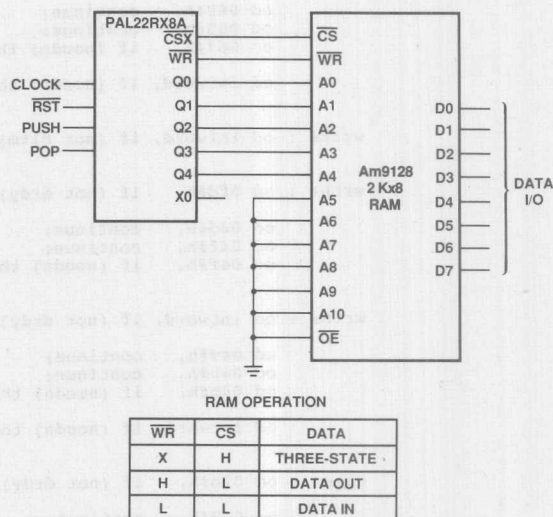 PAL22RX8A
CSX
WR
Q0
Q1
Q2
Q3
Q4
X0
CLOCK
RST
PUSH
POP
CS
WR
A0
A1
A2
A3
A4
A5
A6
A7
A8
A9
A10
OE
Am9128
2 Kx8
RAM
D0
D1
D2
D3
D4
D5
D6
D7
DATA
I/O
RAM OPERATION
WR CS DATA
X H THREE-STATE
H L DATA OUT
L L DATA IN